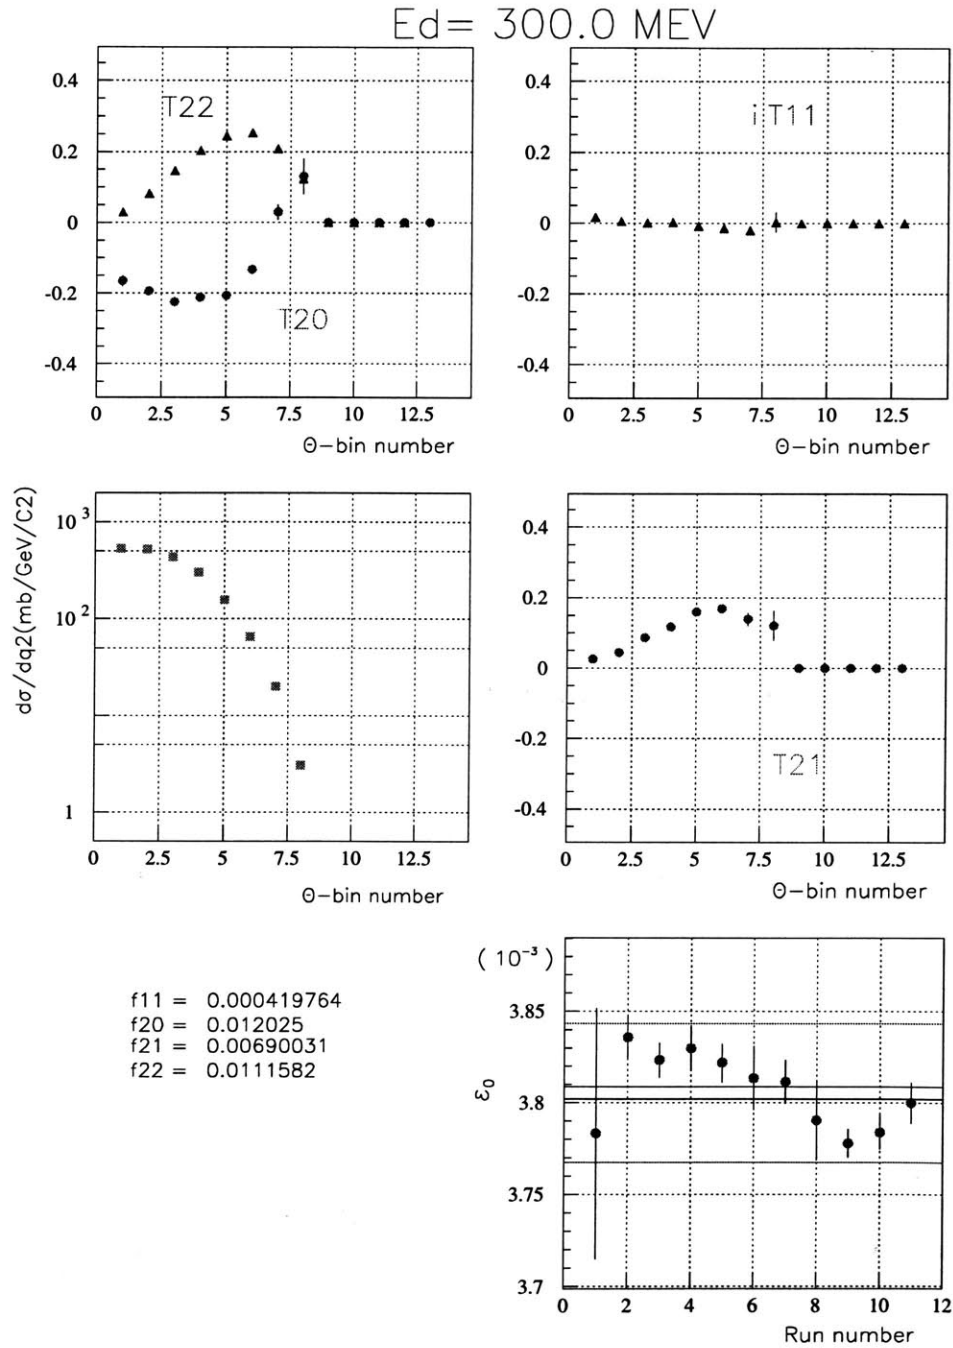 Ed= 300.0 MEV
0.4
0.2
0
-0.2
-0.4
T22
T20
0 2.5 5 7.5 10 12.5
Θ-bin number
0.4
0.2
0
-0.2
-0.4
iT11
0 2.5 5 7.5 10 12.5
Θ-bin number
dσ/dq2(mb/GeV/C2)
10³
10²
1
0 2.5 5 7.5 10 12.5
Θ-bin number
0.4
0.2
0
-0.2
-0.4
T21
0 2.5 5 7.5 10 12.5
Θ-bin number
f11 = 0.000419764
f20 = 0.012025
f21 = 0.00690031
f22 = 0.0111582
(10⁻³)
ε₀
3.85
3.8
3.75
3.7
0 2 4 6 8 10 12
Run number